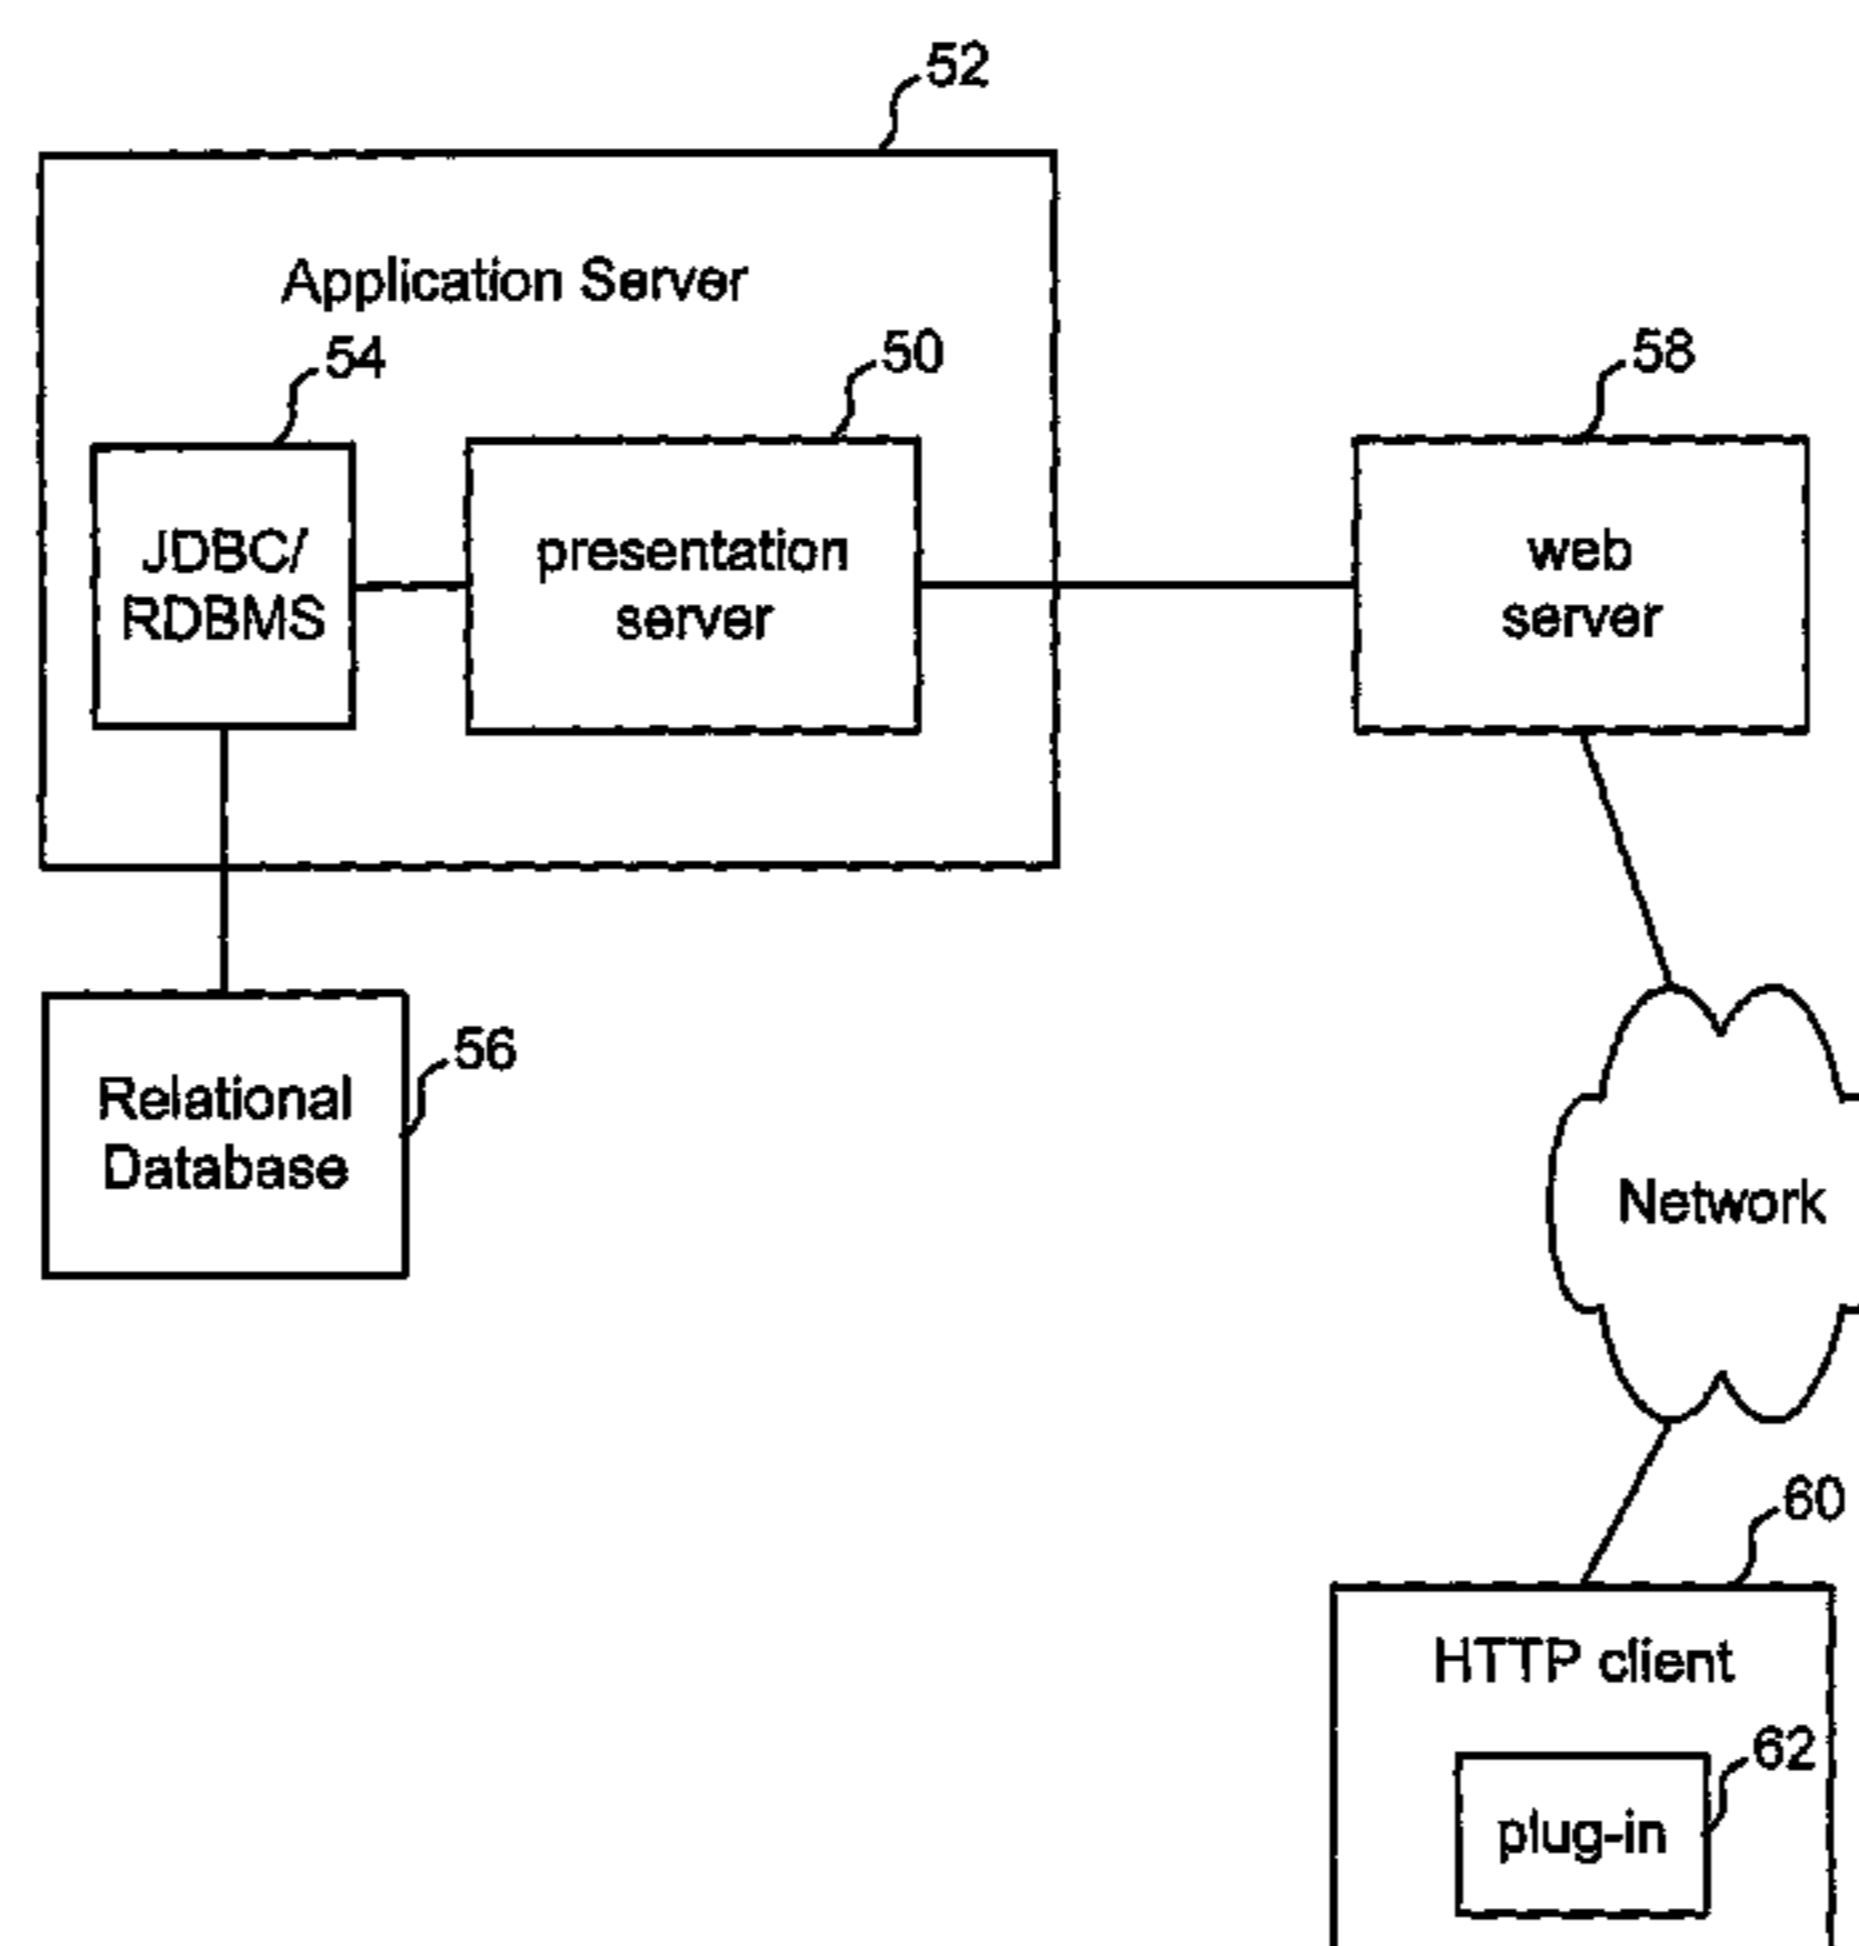 52
Application Server
54
50
58
JDBC/
RDBMS
presentation
server
web
server
56
Relational
Database
Network
60
HTTP client
62
plug-in